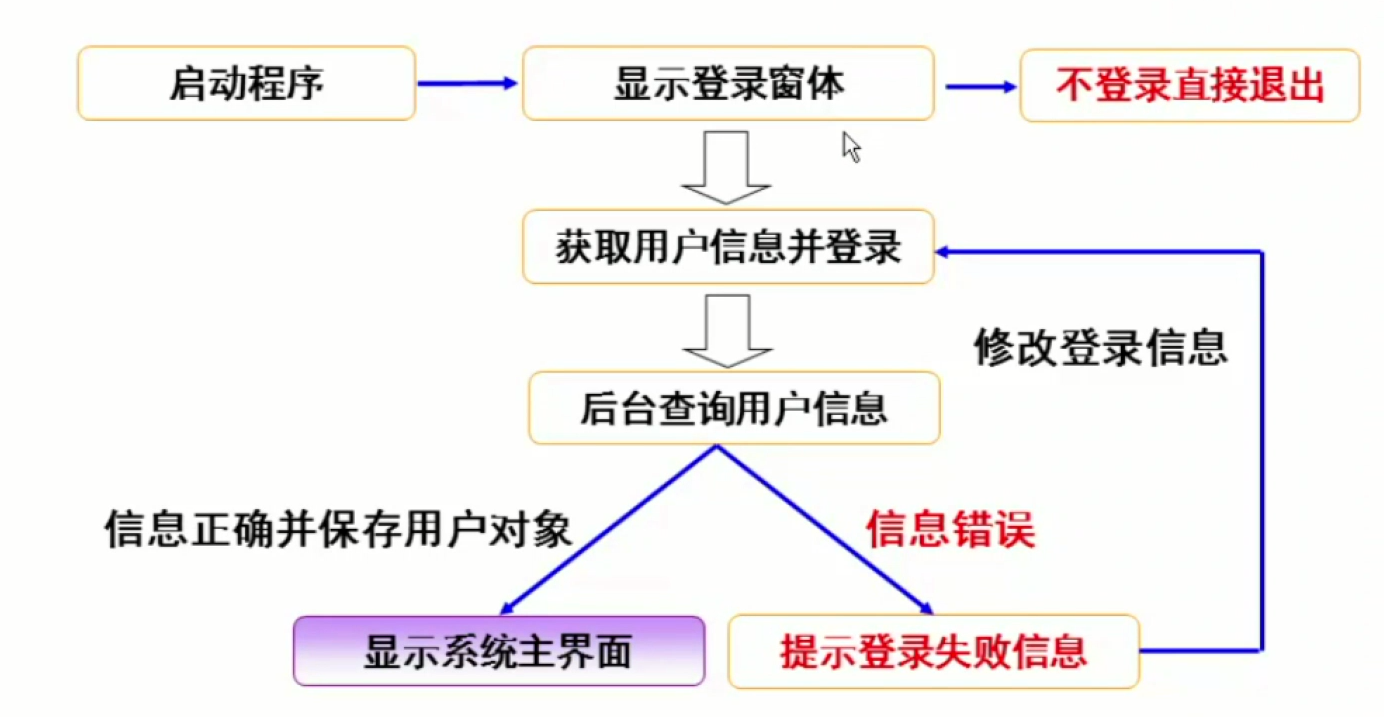 启动程序
显示登录窗体
不登录直接退出
获取用户信息并登录
修改登录信息
后台查询用户信息
信息正确并保存用户对象
信息错误
显示系统主界面
提示登录失败信息